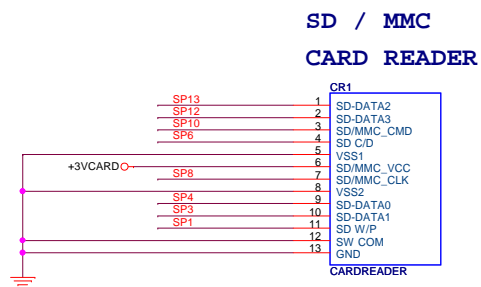 SD / MMC
CARD READER
CR1
SP13 1 SD-DATA2
SP12 2 SD-DATA3
SP10 3 SD/MMC_CMD
SP6 4 SD C/D
5 VSS1
+3VCARD 6 SD/MMC_VCC
SP8 7 SD/MMC_CLK
8 VSS2
SP4 9 SD-DATA0
SP3 10 SD-DATA1
SP1 11 SD W/P
12 SW COM
13 GND
CARDREADER